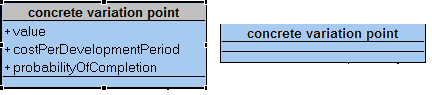 concrete variation point
+ value
+ costPerDevelopmentPeriod
+ probabilityOfCompletion
concrete variation point